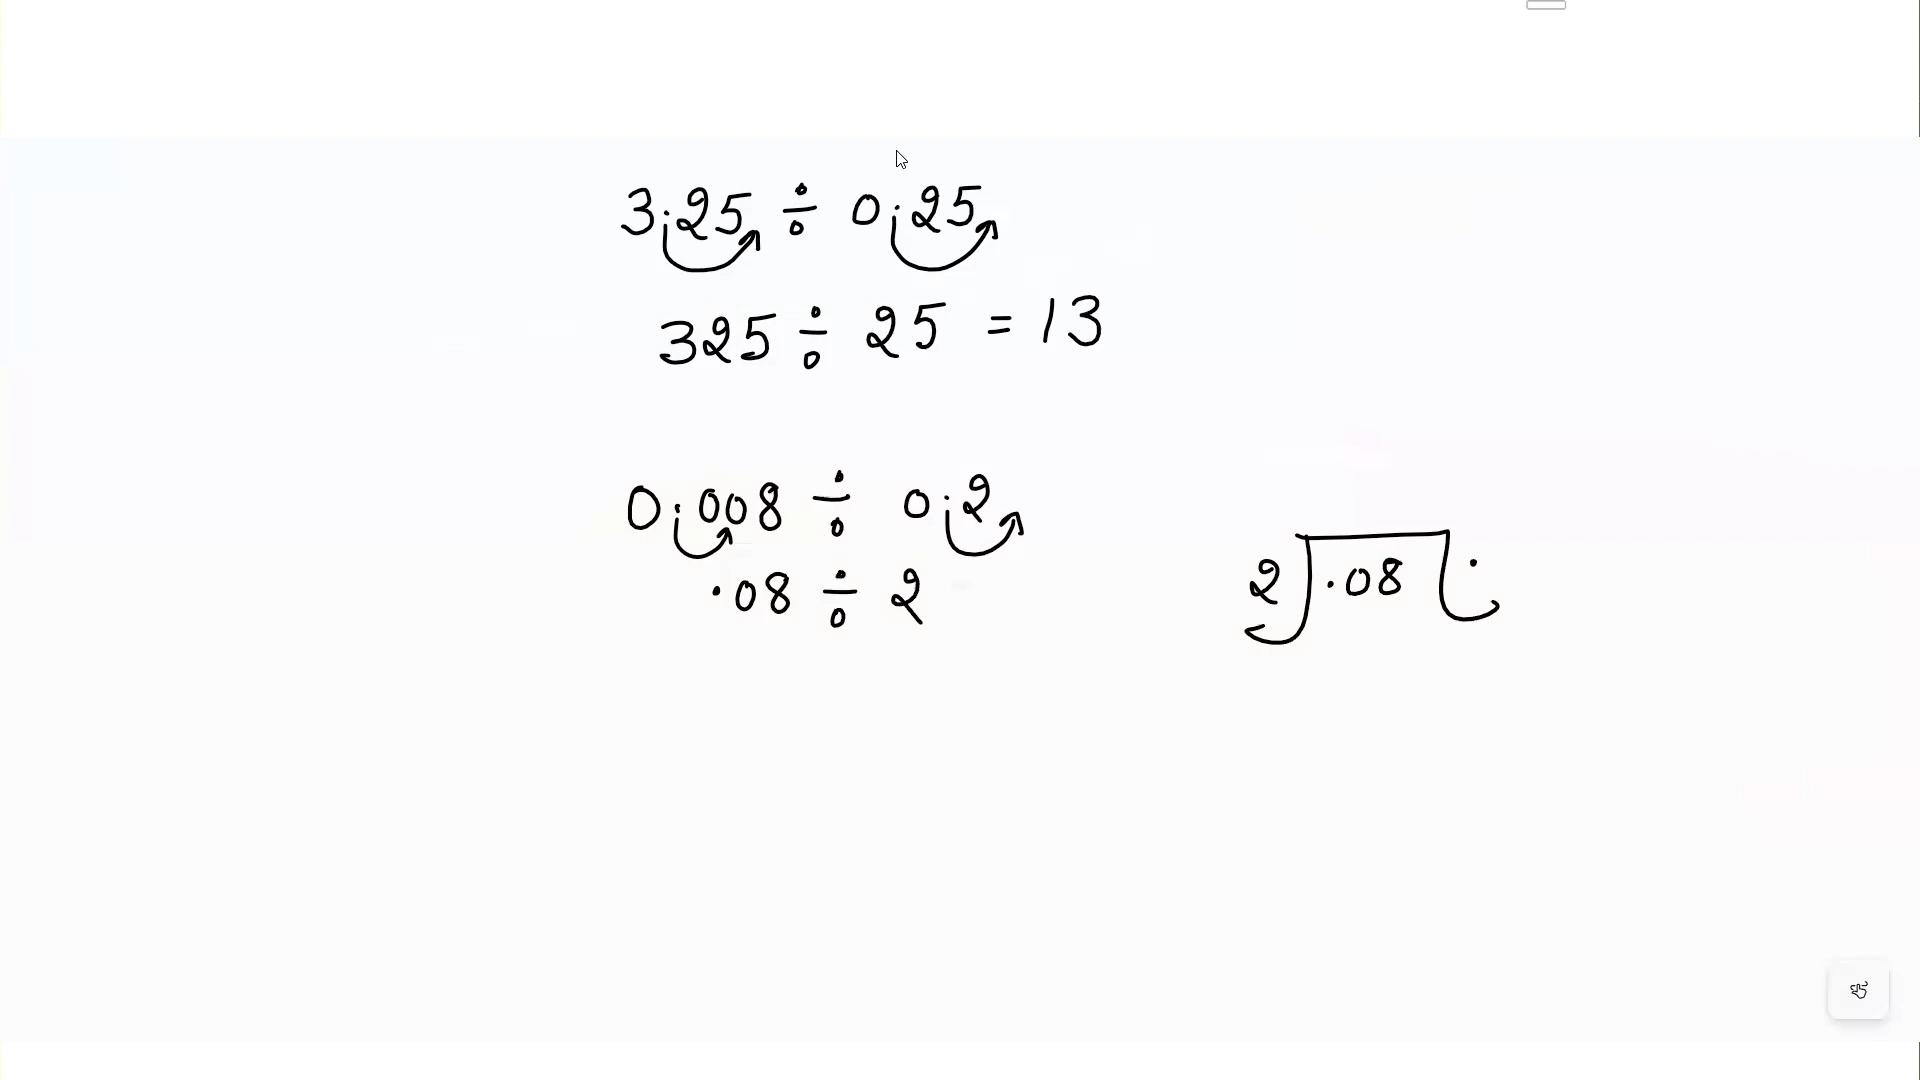 3.25 ÷ 0.25
325 ÷ 25 = 13
0.008 ÷ 0.2
.08 ÷ 2
2 ) .08 ( .